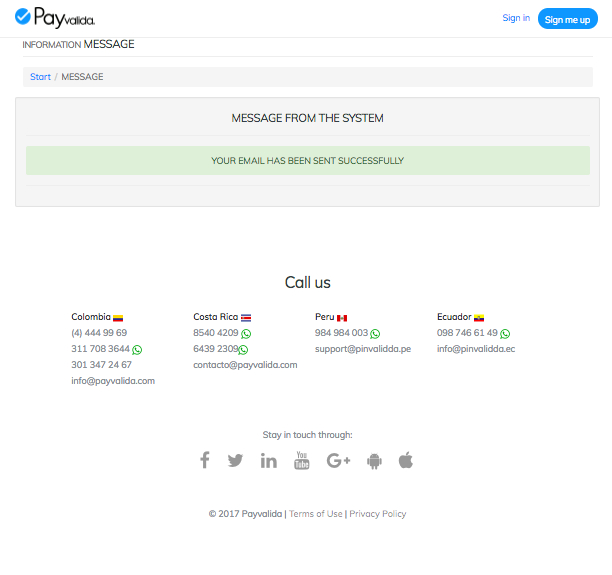 Payvalida.
Sign in
Sign me up
INFORMATION MESSAGE
Start / MESSAGE
MESSAGE FROM THE SYSTEM
YOUR EMAIL HAS BEEN SENT SUCCESSFULLY
Call us
Colombia
(4) 444 99 69
311 708 3644
301 347 24 67
info@payvalida.com
Costa Rica
8540 4209
6439 2309
contacto@payvalida.com
Peru
984 984 003
support@pinvalidda.pe
Ecuador
098 746 61 49
info@pinvalidda.ec
Stay in touch through:
You
Tube
© 2017 Payvalida | Terms of Use | Privacy Policy